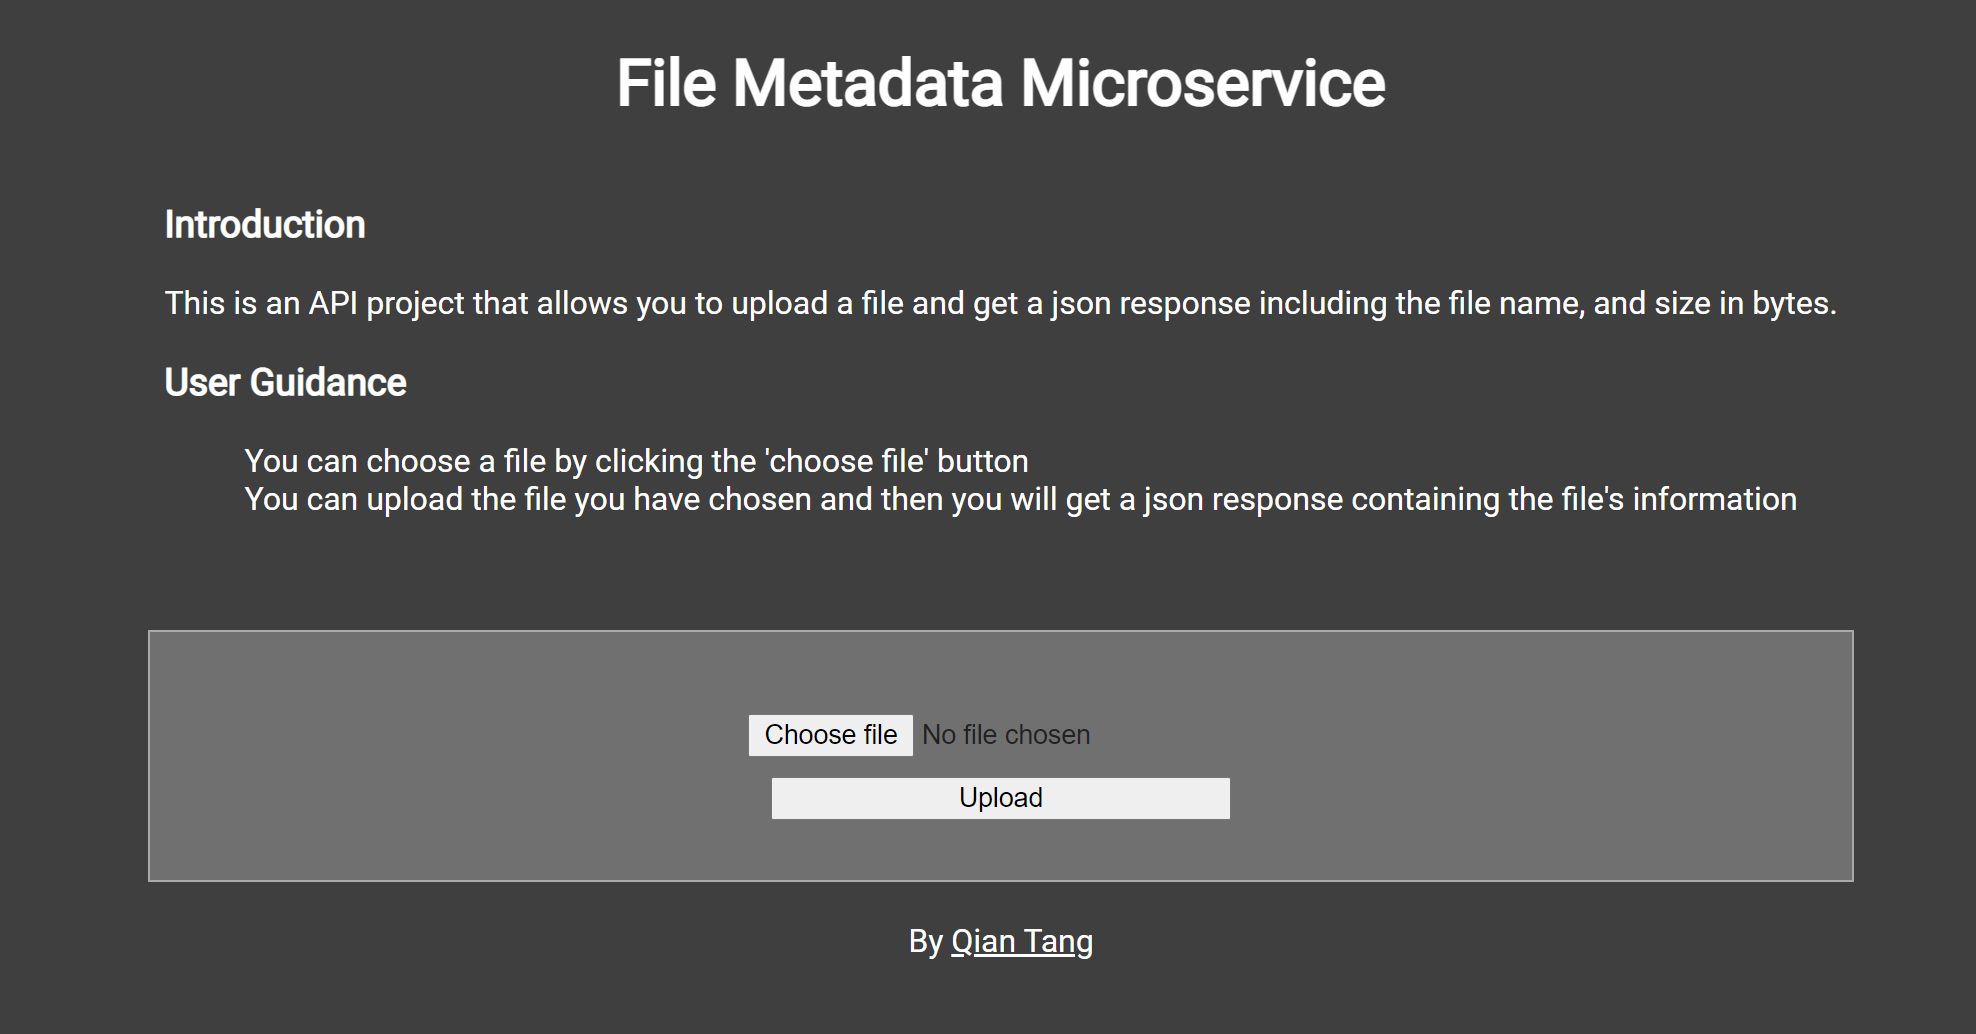 File Metadata Microservice
Introduction
This is an API project that allows you to upload a file and get a json response including the file name, and size in bytes.
User Guidance
You can choose a file by clicking the 'choose file' button
You can upload the file you have chosen and then you will get a json response containing the file's information
Choose file No file chosen
Upload
By Qian Tang